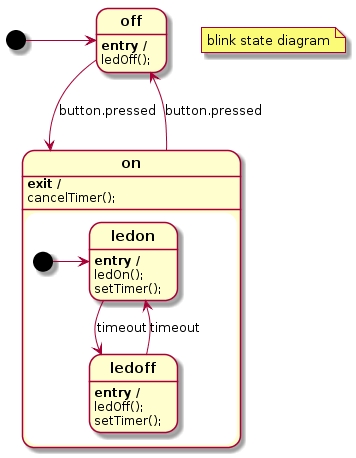 off
entry /
ledOff();
blink state diagram
button.pressed
button.pressed
on
exit /
cancelTimer();
ledon
entry /
ledOn();
setTimer();
timeout
timeout
ledoff
entry /
ledOff();
setTimer();